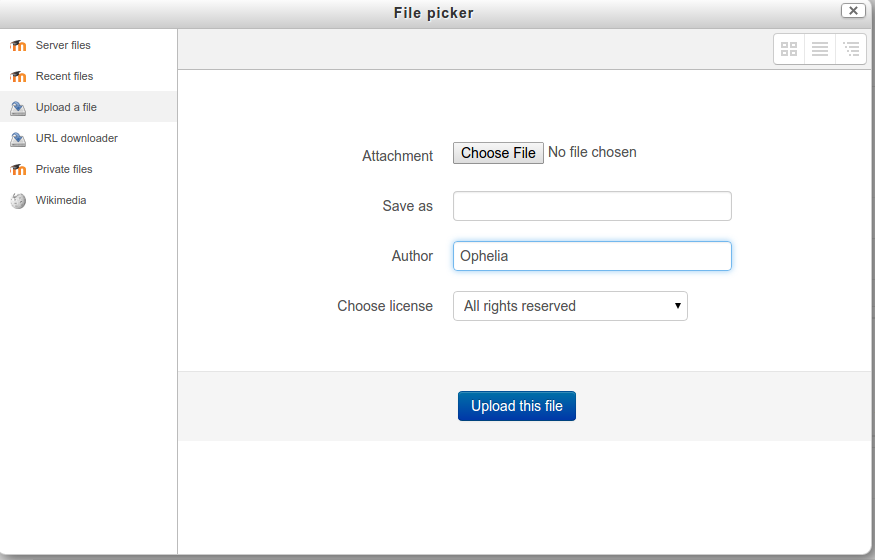 File picker
Server files
Recent files
Upload a file
URL downloader
Private files
Wikimedia
Attachment Choose File No file chosen
Save as
Author Ophelia
Choose license All rights reserved
Upload this file